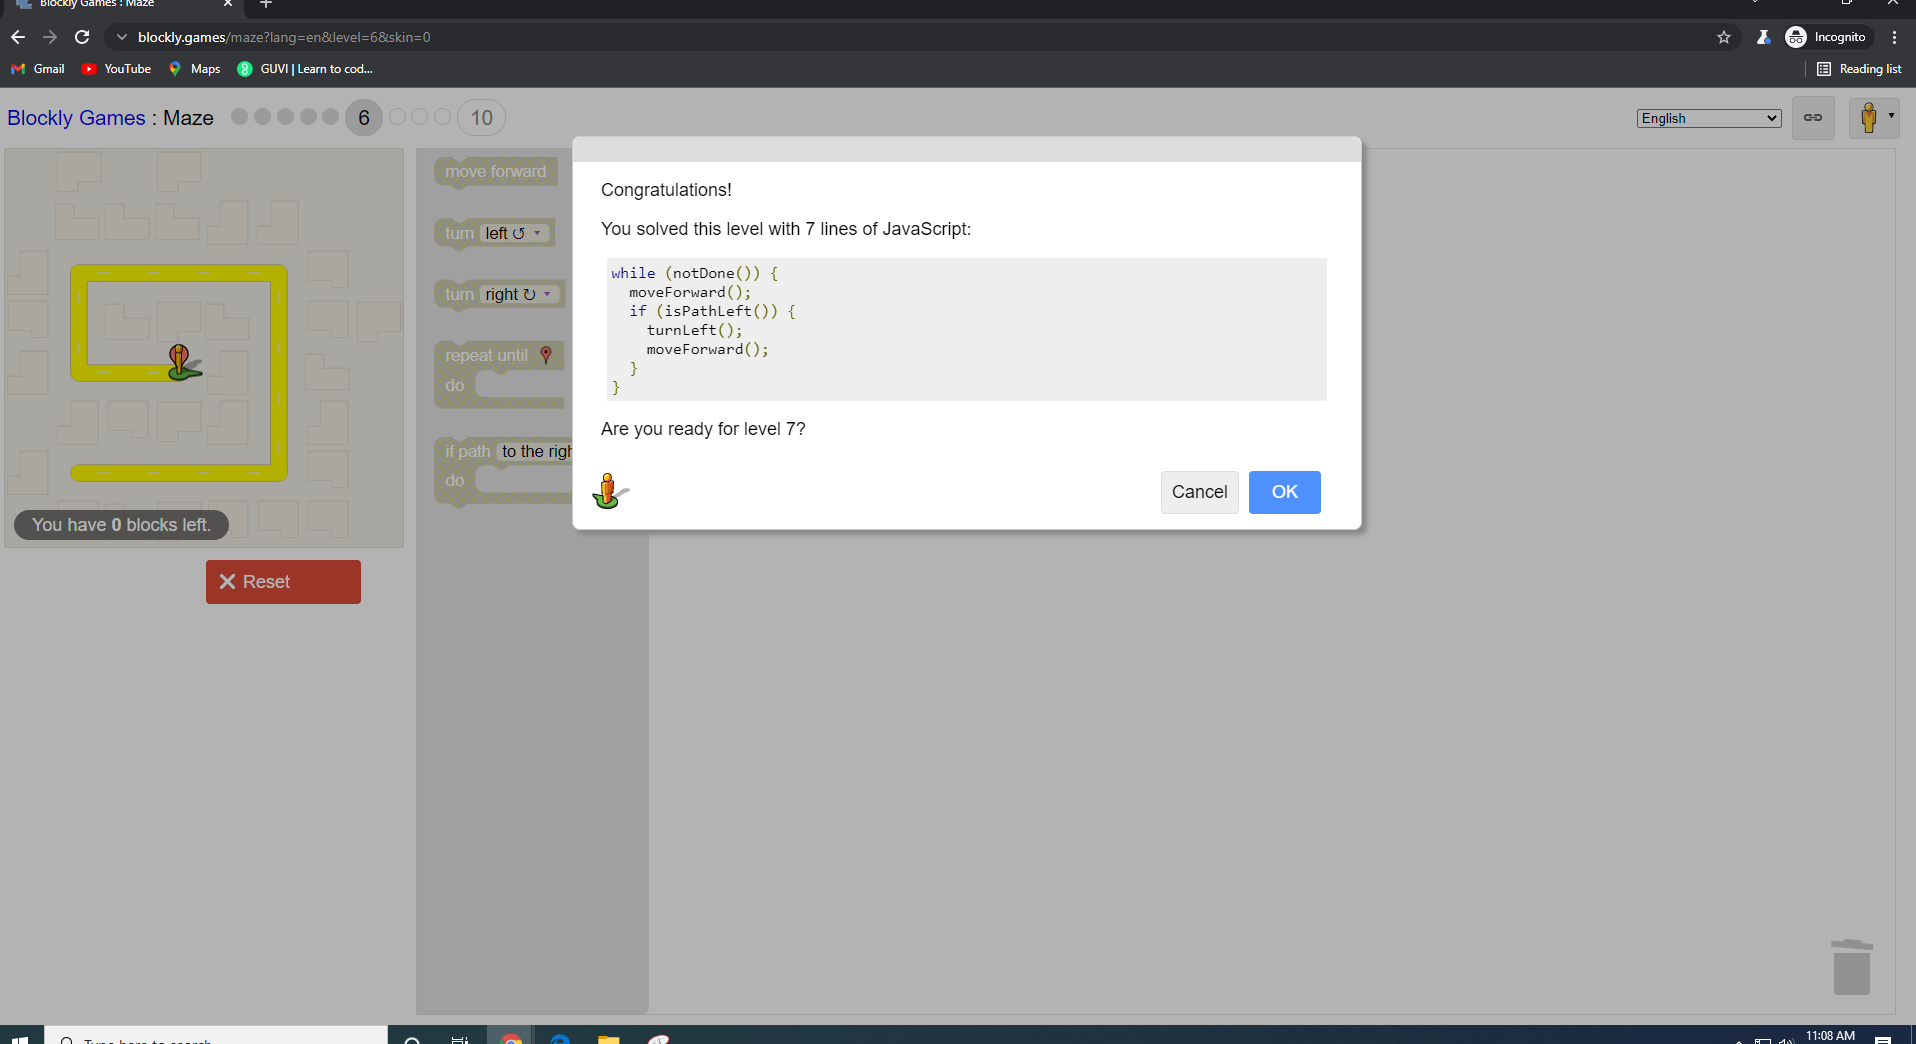 Blockly Games : Maze
blockly.games/maze?lang=en&level=6&skin=0
Incognito
Gmail YouTube Maps GUVI | Learn to cod... Reading list
Blockly Games : Maze 6 10 English
move forward
turn left ↺
turn right ↻
repeat until
do
if path to the righ
do
You have 0 blocks left.
Reset
Congratulations!
You solved this level with 7 lines of JavaScript:
while (notDone()) {
  moveForward();
  if (isPathLeft()) {
    turnLeft();
    moveForward();
  }
}
Are you ready for level 7?
Cancel OK
Type here to search
11:08 AM